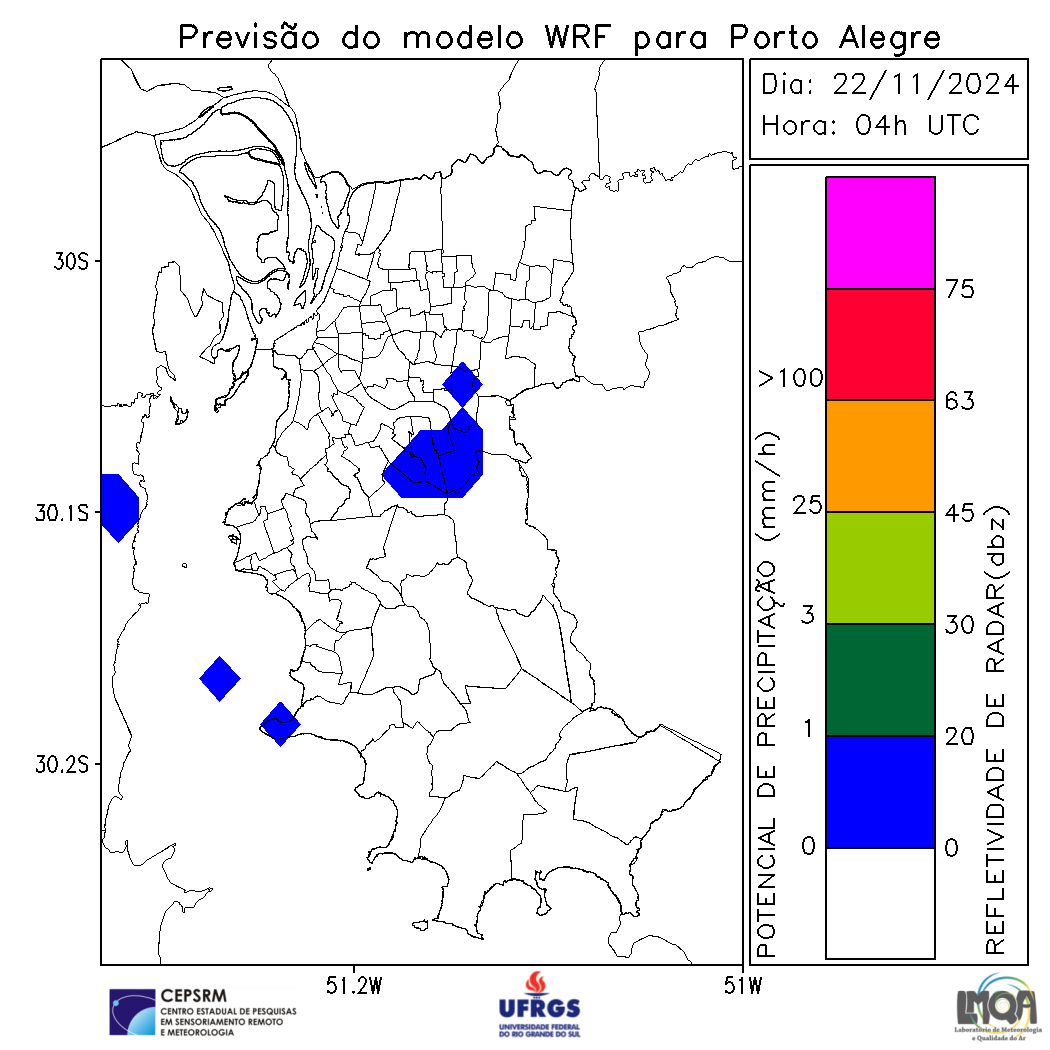 Previsão do modelo WRF para Porto Alegre
Dia: 22/11/2024
Hora: 04h UTC
30S
30.1S
30.2S
51.2W
51W
POTENCIAL DE PRECIPITAÇÃO (mm/h)
>100
25
3
1
0
75
63
45
30
20
0
REFLETIVIDADE DE RADAR(dbz)
CEPSRM
CENTRO ESTADUAL DE PESQUISAS
EM SENSORIAMENTO REMOTO
E METEOROLOGIA
UFRGS
UNIVERSIDADE FEDERAL
DO RIO GRANDE DO SUL
LMQA
Laboratório de Meteorologia
e Qualidade do Ar